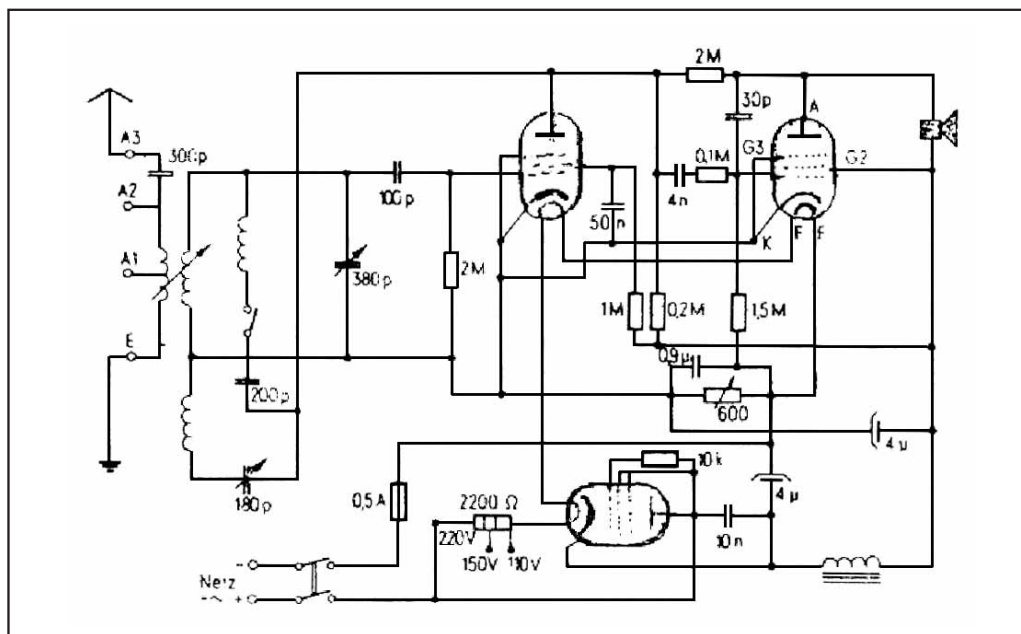 2 M
30p
A
A3
300p
G3
0,1M
G2
A2
100p
4n
50n
K
F
f
A1
380p
2M
1M
0,2M
1,5M
E
0,9µ
200p
600
4µ
10k
180p
0,5A
2200 Ω
4µ
220V
10n
150V
110V
-
Netz
~ +